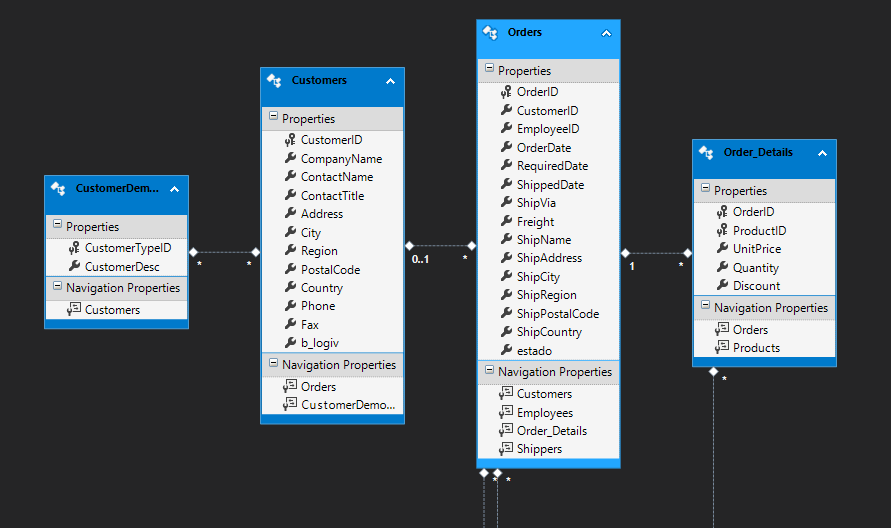 CustomerDem...
Properties
CustomerTypeID
CustomerDesc
Navigation Properties
Customers
*
*
Customers
Properties
CustomerID
CompanyName
ContactName
ContactTitle
Address
City
Region
PostalCode
Country
Phone
Fax
b_logiv
Navigation Properties
Orders
CustomerDemo...
0..1
*
Orders
Properties
OrderID
CustomerID
EmployeeID
OrderDate
RequiredDate
ShippedDate
ShipVia
Freight
ShipName
ShipAddress
ShipCity
ShipRegion
ShipPostalCode
ShipCountry
estado
Navigation Properties
Customers
Employees
Order_Details
Shippers
*
*
1
*
Order_Details
Properties
OrderID
ProductID
UnitPrice
Quantity
Discount
Navigation Properties
Orders
Products
*